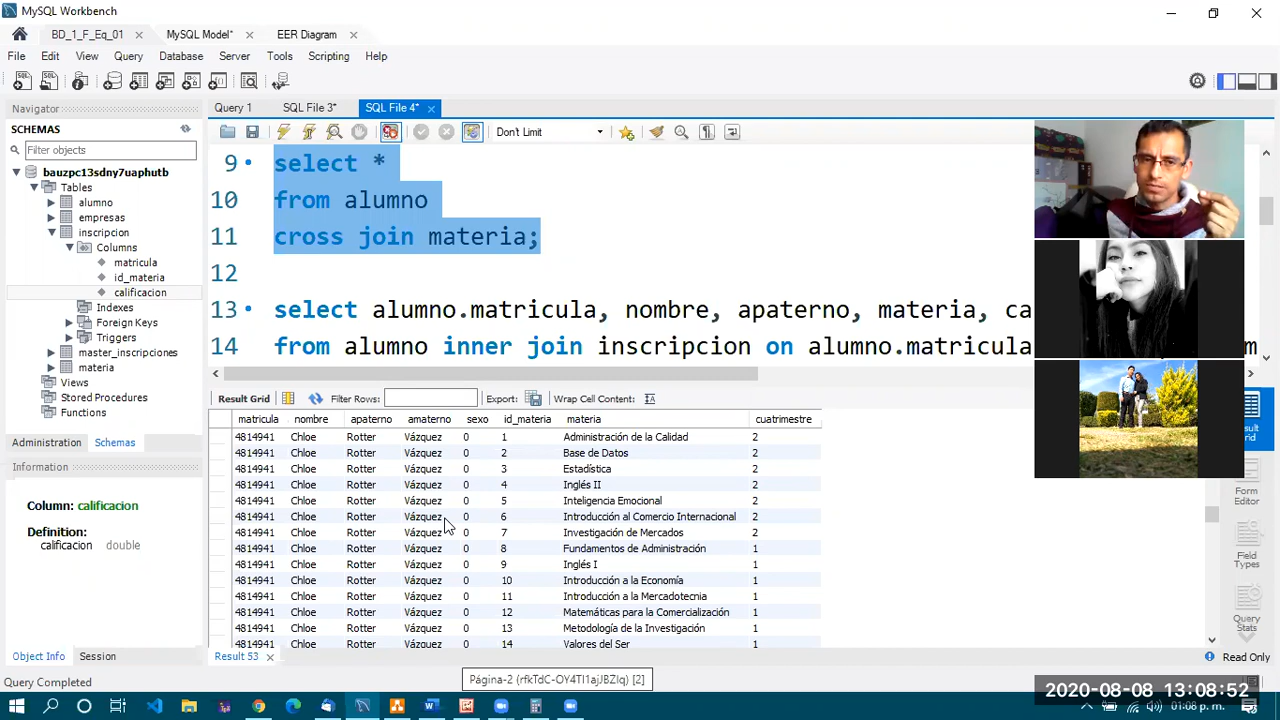 MySQL Workbench
BD_1_F_Eq_01
MySQL Model*
EER Diagram
File Edit View Query Database Server Tools Scripting Help
Navigator
SCHEMAS
Filter objects
bauzpc13sdny7uaphutb
Tables
alumno
empresas
inscripcion
Columns
matricula
id_materia
calificacion
Indexes
Foreign Keys
Triggers
master_inscripciones
materia
Views
Stored Procedures
Functions
Administration Schemas
Information
Column: calificacion
Definition:
calificacion double
Object Info Session
Query Completed
Query 1 SQL File 3* SQL File 4*
Don't Limit
9 select *
10 from alumno
11 cross join materia;
12
13 select alumno.matricula, nombre, apaterno, materia, ca
14 from alumno inner join inscripcion on alumno.matricula
Result Grid Filter Rows: Export: Wrap Cell Content:
matricula nombre apaterno amaterno sexo id_materia materia cuatrimestre
4814941 Chloe Rotter Vázquez 0 1 Administración de la Calidad 2
4814941 Chloe Rotter Vázquez 0 2 Base de Datos 2
4814941 Chloe Rotter Vázquez 0 3 Estadística 2
4814941 Chloe Rotter Vázquez 0 4 Inglés II 2
4814941 Chloe Rotter Vázquez 0 5 Inteligencia Emocional 2
4814941 Chloe Rotter Vázquez 0 6 Introducción al Comercio Internacional 2
4814941 Chloe Rotter Vázquez 0 7 Investigación de Mercados 2
4814941 Chloe Rotter Vázquez 0 8 Fundamentos de Administración 1
4814941 Chloe Rotter Vázquez 0 9 Inglés I 1
4814941 Chloe Rotter Vázquez 0 10 Introducción a la Economía 1
4814941 Chloe Rotter Vázquez 0 11 Introducción a la Mercadotecnia 1
4814941 Chloe Rotter Vázquez 0 12 Matemáticas para la Comercialización 1
4814941 Chloe Rotter Vázquez 0 13 Metodología de la Investigación 1
4814941 Chloe Rotter Vázquez 0 14 Valores del Ser 1
Result 53
Read Only
Grid
Form
Editor
Field
Types
Query
Stats
2020-08-08 13:08:52
01:08 p. m.